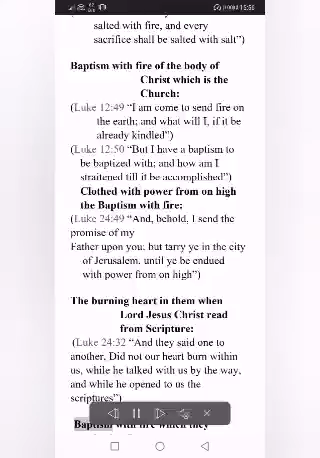 15:56
salted with fire, and every
sacrifice shall be salted with salt”)
Baptism with fire of the body of
Christ which is the
Church:
(Luke 12:49 “I am come to send fire on
the earth; and what will I, if it be
already kindled”)
(Luke 12:50 “But I have a baptism to
be baptized with; and how am I
straitened till it be accomplished”)
Clothed with power from on high
the Baptism with fire:
(Luke 24:49 “And, behold, I send the
promise of my
Father upon you: but tarry ye in the city
of Jerusalem, until ye be endued
with power from on high”)
The burning heart in them when
Lord Jesus Christ read
from Scripture:
(Luke 24:32 “And they said one to
another, Did not our heart burn within
us, while he talked with us by the way,
and while he opened to us the
scriptures”)
Baptism with fire which they